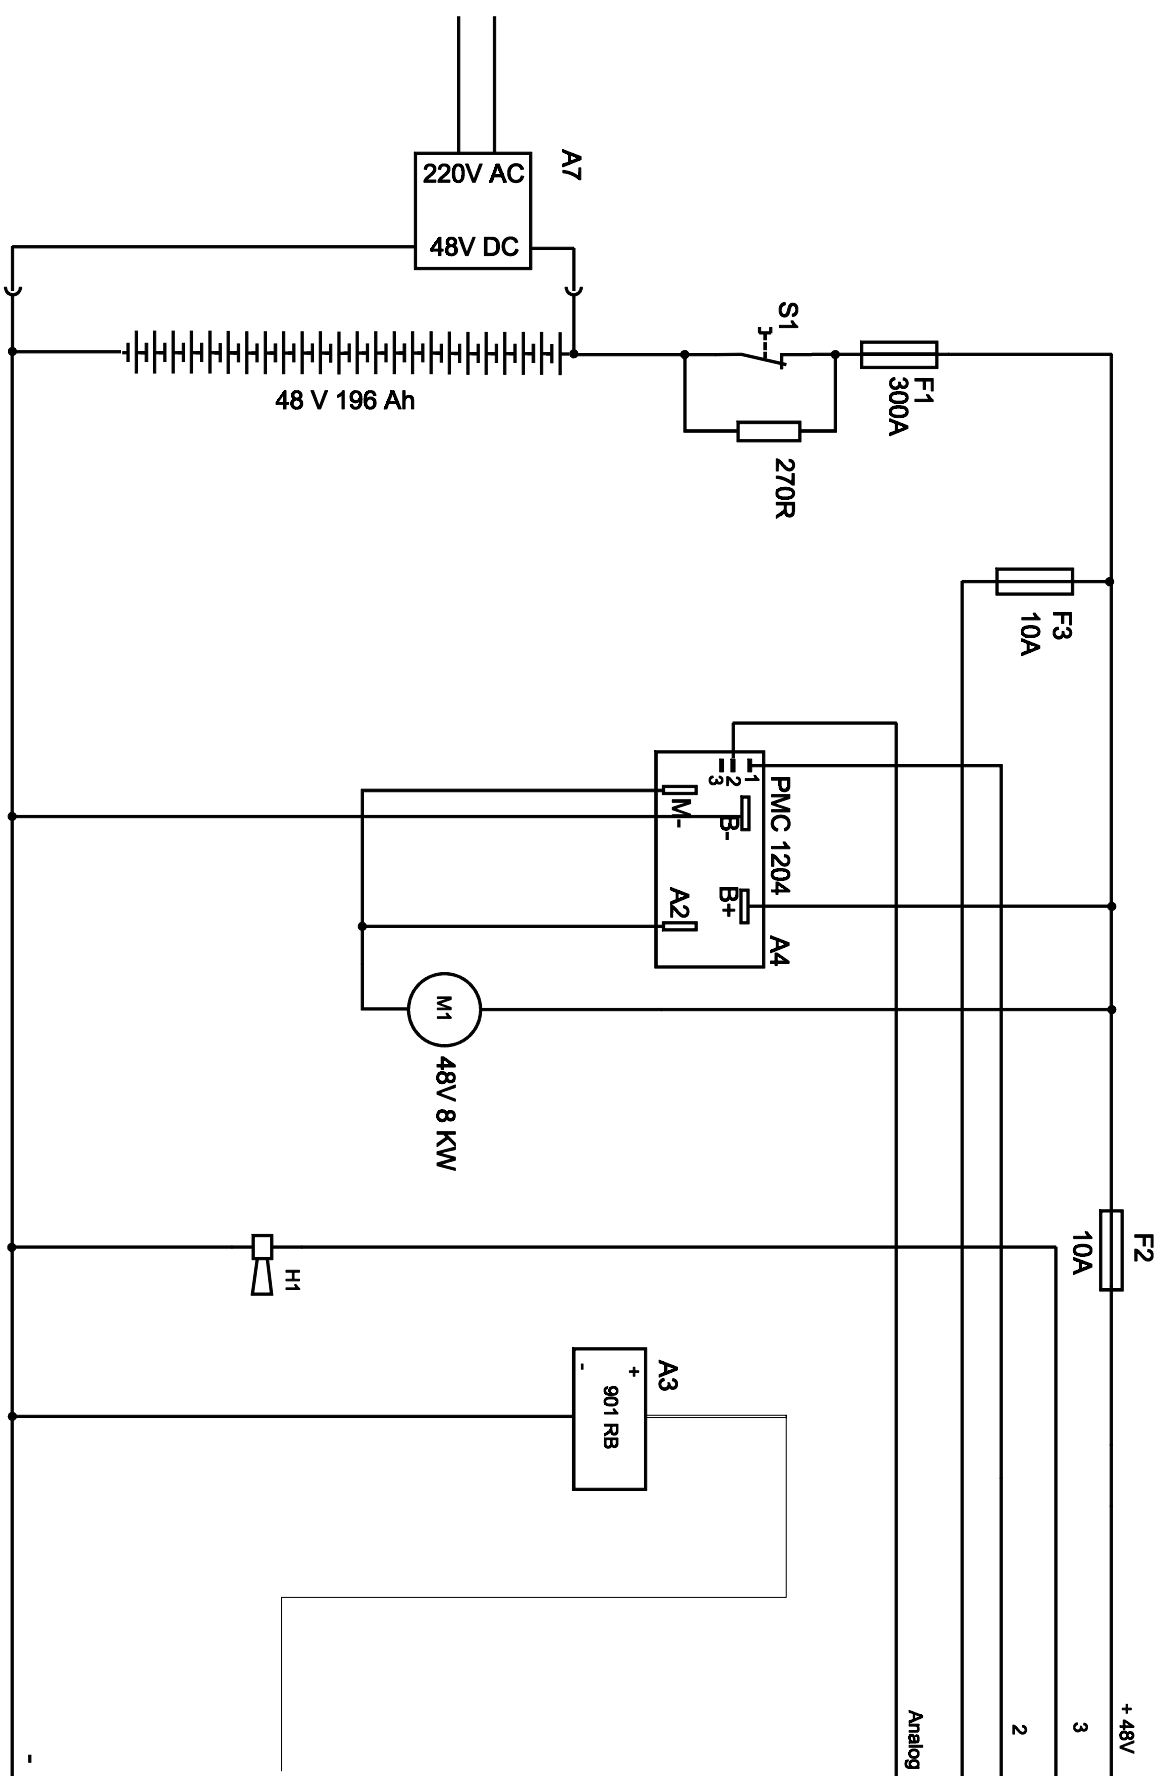 A7
220V AC
48V DC
S1
F1
300A
48 V 196 Ah
270R
F3
10A
1
2
3
PMC 1204
M-
B-
A2
B+
A4
M1
48V 8 KW
F2
10A
H1
A3
+
-
901 RB
+ 48V
3
2
Analog
-